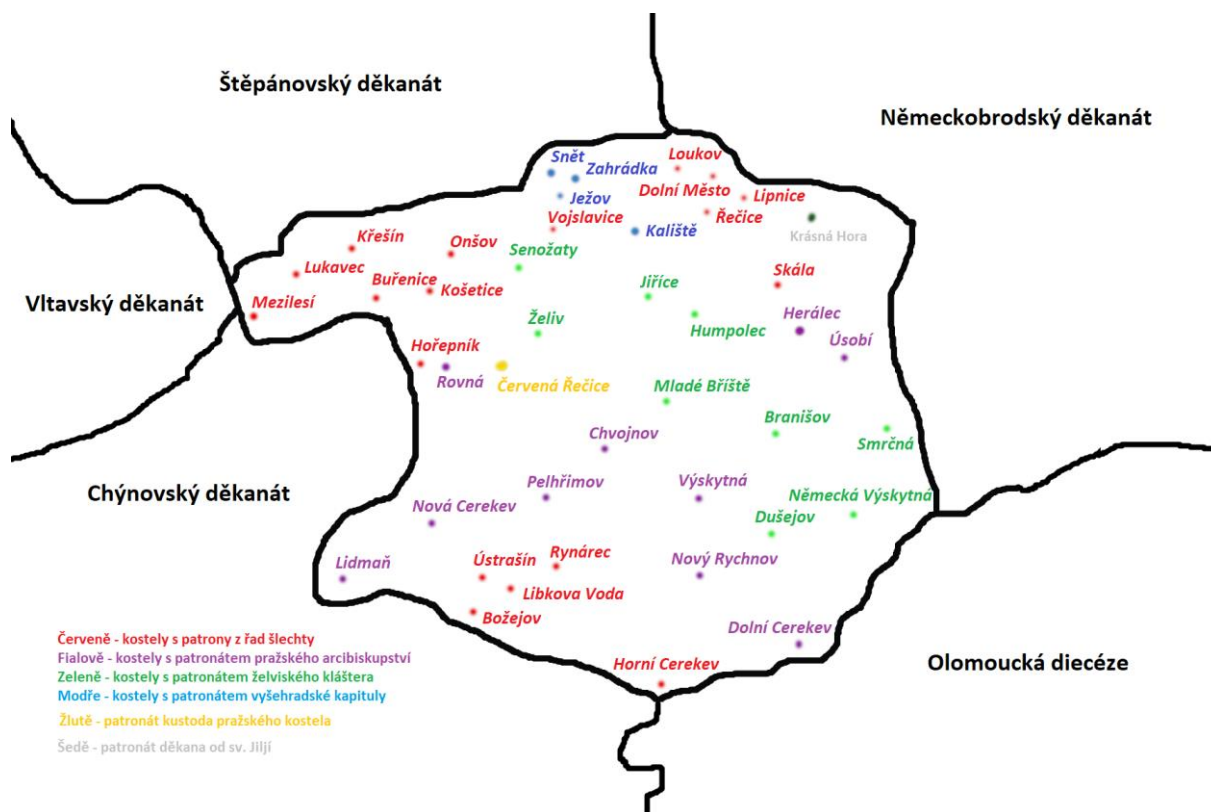 Štěpánovský děkanát
Německobrodský děkanát
Snět
Zahrádka
Loukov
Ježov
Dolní Město
Lipnice
Vojslavice
Řečice
Křešín
Onšov
Kaliště
Krásná Hora
Senožaty
Lukavec
Buřenice
Košetice
Jiříce
Skála
Vltavský děkanát
Mezilesí
Želiv
Humpolec
Herálec
Úsobí
Hořepník
Rovná
Červená Řečice
Mladé Bříště
Branišov
Chvojnov
Smrčná
Chýnovský děkanát
Pelhřimov
Výskytná
Německá Výskytná
Nová Cerekev
Dušejov
Lidmaň
Ústrašín
Rynárec
Nový Rychnov
Libkova Voda
Božejov
Dolní Cerekev
Horní Cerekev
Olomoucká diecéze
Červeně - kostely s patrony z řad šlechty
Fialově - kostely s patronátem pražského arcibiskupství
Zeleně - kostely s patronátem želviského kláštera
Modře - kostely s patronátem vyšehradské kapituly
Žlutě - patronát kustoda pražského kostela
Šedě - patronát děkana od sv. Jiljí